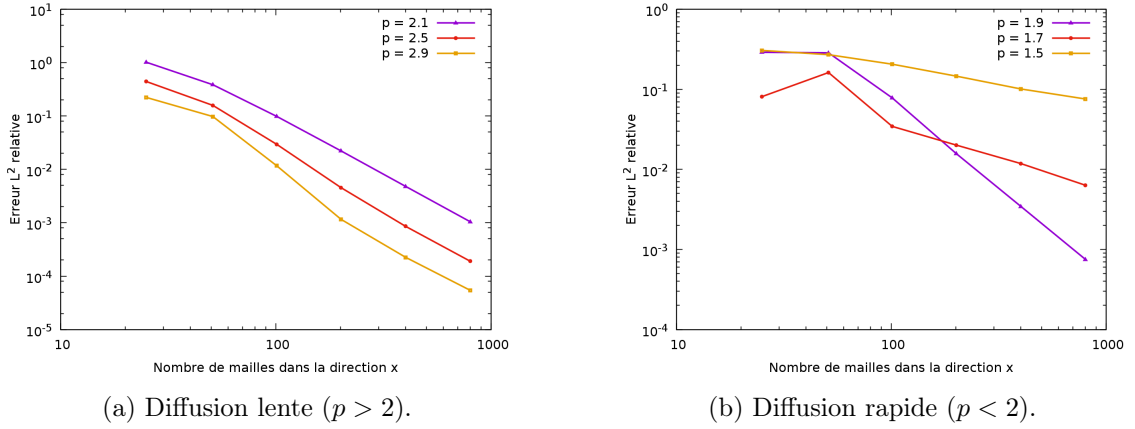 10^1
10^0
10^-1
10^-2
10^-3
10^-4
10^-5
Erreur L^2 relative
p = 2.1
p = 2.5
p = 2.9
10 100 1000
Nombre de mailles dans la direction x
(a) Diffusion lente (p > 2).
10^0
10^-1
10^-2
10^-3
10^-4
Erreur L^2 relative
p = 1.9
p = 1.7
p = 1.5
10 100 1000
Nombre de mailles dans la direction x
(b) Diffusion rapide (p < 2).